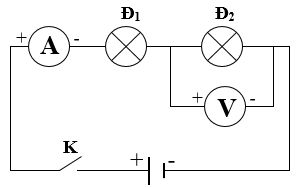 Đ1 Đ2
+ A -
+ V -
K + -